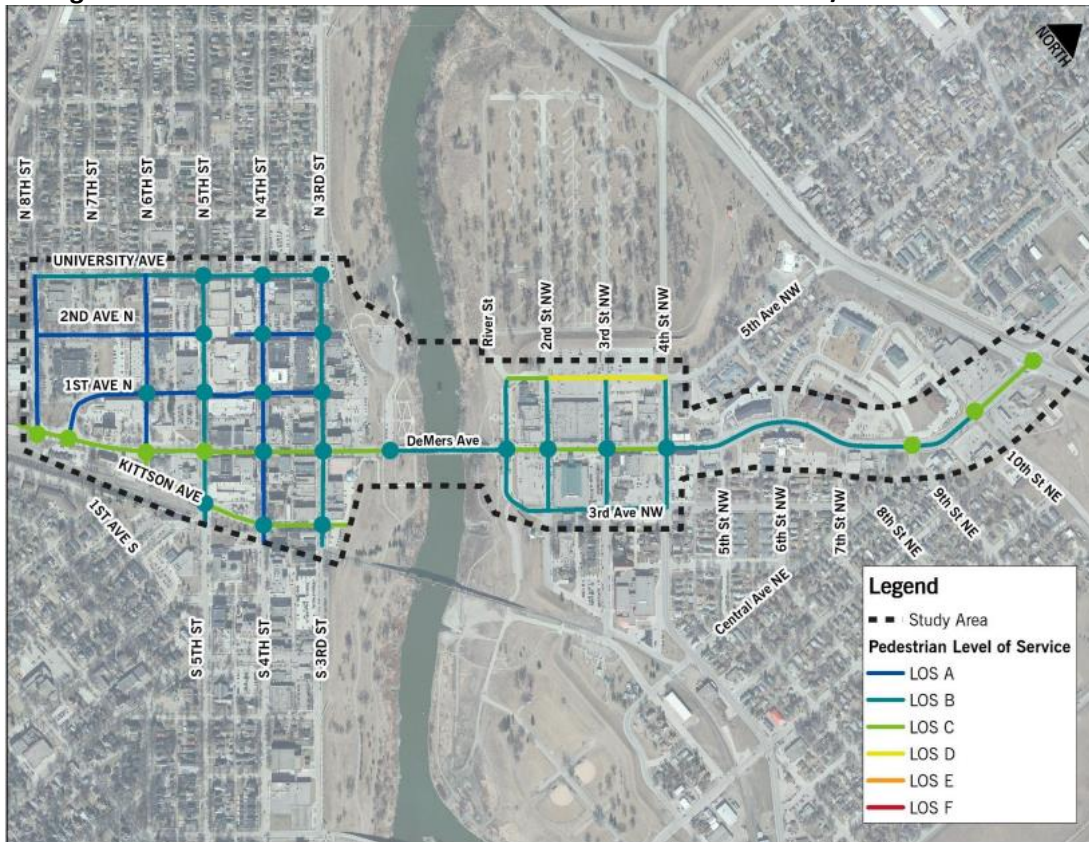 NORTH
N 8TH ST
N 7TH ST
N 6TH ST
N 5TH ST
N 4TH ST
N 3RD ST
UNIVERSITY AVE
2ND AVE N
1ST AVE N
KITTSON AVE
1ST AVE S
S 5TH ST
S 4TH ST
S 3RD ST
DeMers Ave
River St
2nd St NW
3rd St NW
4th St NW
5th Ave NW
3rd Ave NW
5th St NW
6th St NW
7th St NW
8th St NE
9th St NE
10th St NE
Central Ave NE
Legend
Study Area
Pedestrian Level of Service
LOS A
LOS B
LOS C
LOS D
LOS E
LOS F